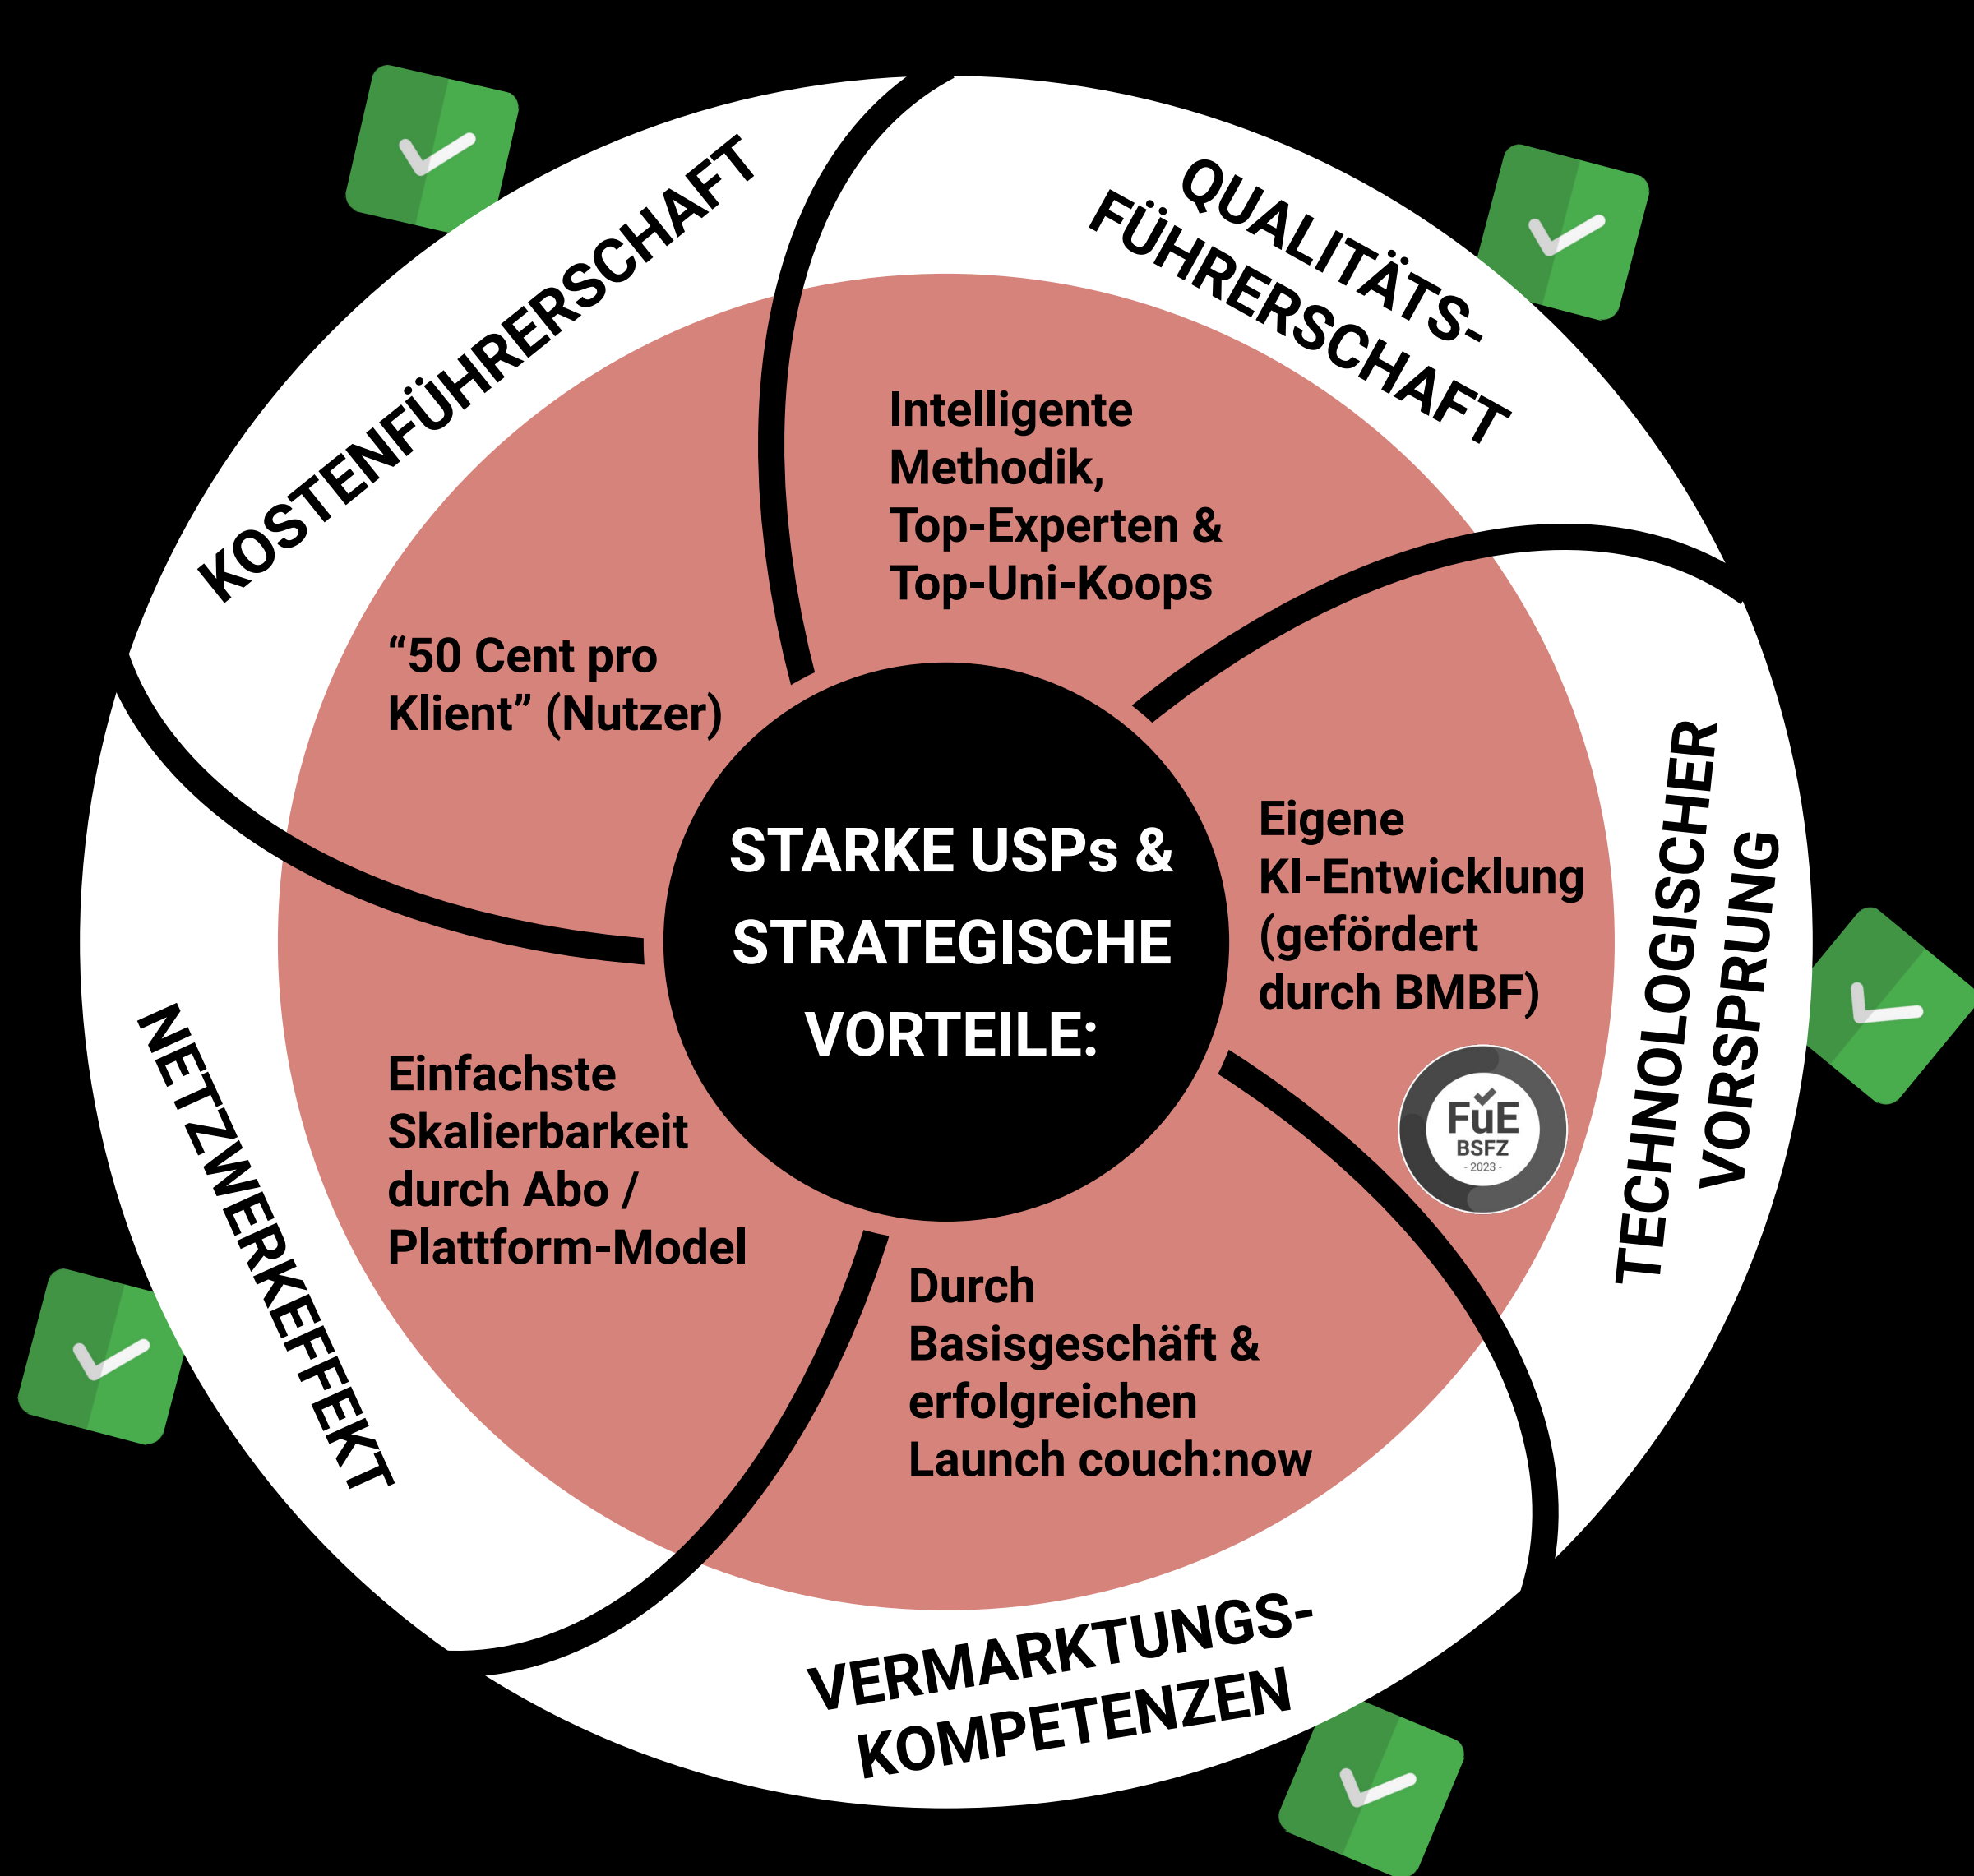 KOSTENFÜHRERSCHAFT
“50 Cent pro
Klient” (Nutzer)
QUALITÄTS-
FÜHRERSCHAFT
Intelligente
Methodik,
Top-Experten &
Top-Uni-Koops
TECHNOLOGISCHER
VORSPRUNG
Eigene
KI-Entwicklung
(gefördert
durch BMBF)
FuE
BSFZ
- 2023 -
STARKE USPs &
STRATEGISCHE
VORTEILE:
NETZWERKEFFEKT
Einfachste
Skalierbarkeit
durch Abo /
Plattform-Model
Durch
Basisgeschäft &
erfolgreichen
Launch couch:now
VERMARKTUNGS-
KOMPETENZEN